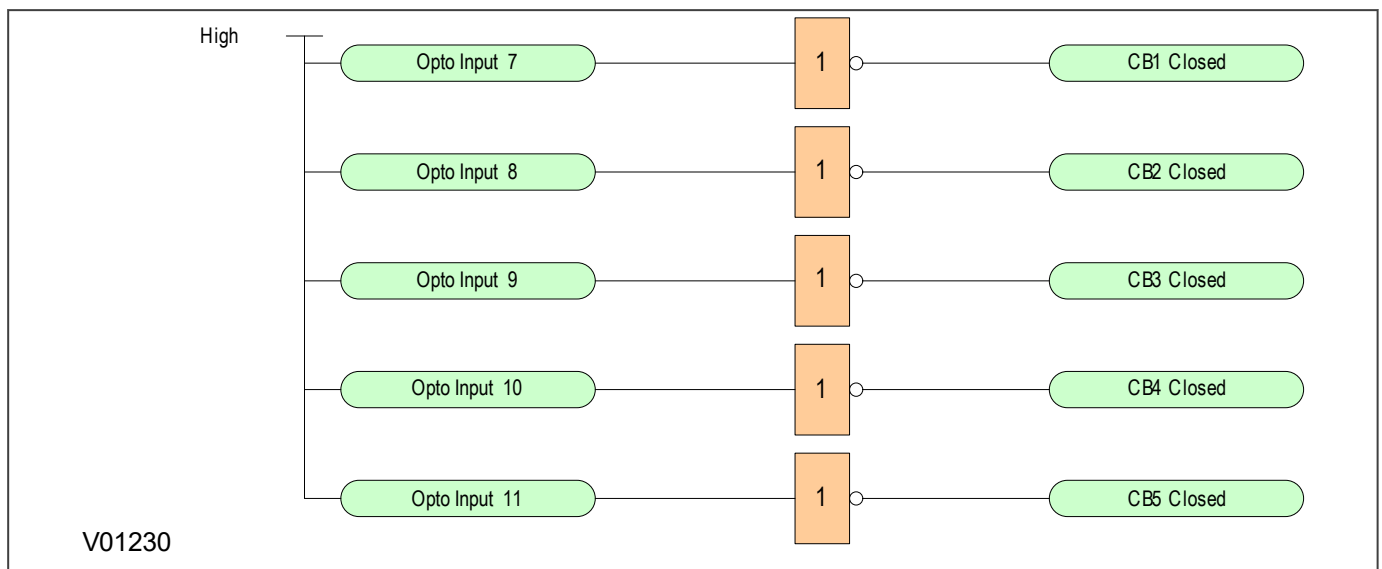 High
Opto Input 7 1 CB1 Closed
Opto Input 8 1 CB2 Closed
Opto Input 9 1 CB3 Closed
Opto Input 10 1 CB4 Closed
Opto Input 11 1 CB5 Closed
V01230